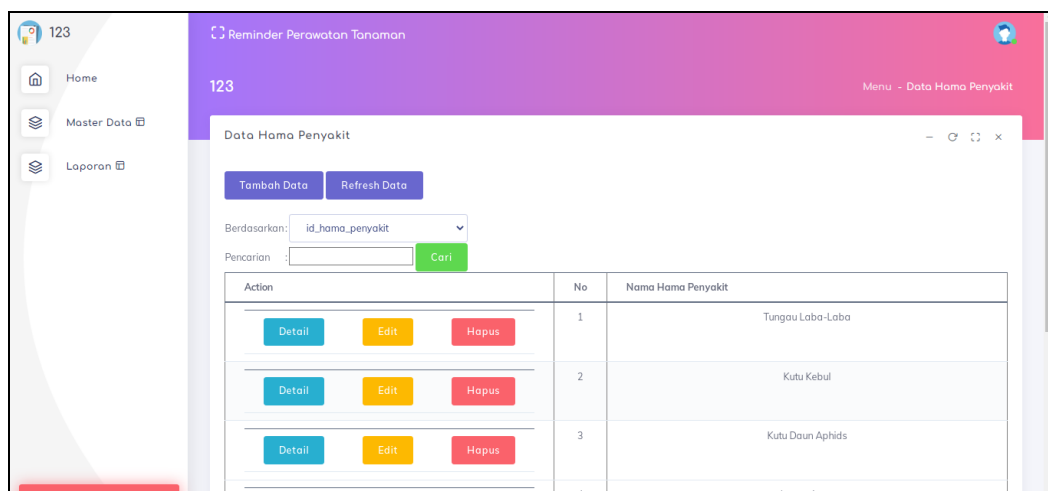 123
Reminder Perawatan Tanaman
Home
123
Menu - Data Hama Penyakit
Master Data
Data Hama Penyakit
Laporan
Tambah Data Refresh Data
Berdasarkan: id_hama_penyakit
Pencarian : Cari
Action No Nama Hama Penyakit
Detail Edit Hapus 1 Tungau Laba-Laba
Detail Edit Hapus 2 Kutu Kebul
Detail Edit Hapus 3 Kutu Daun Aphids